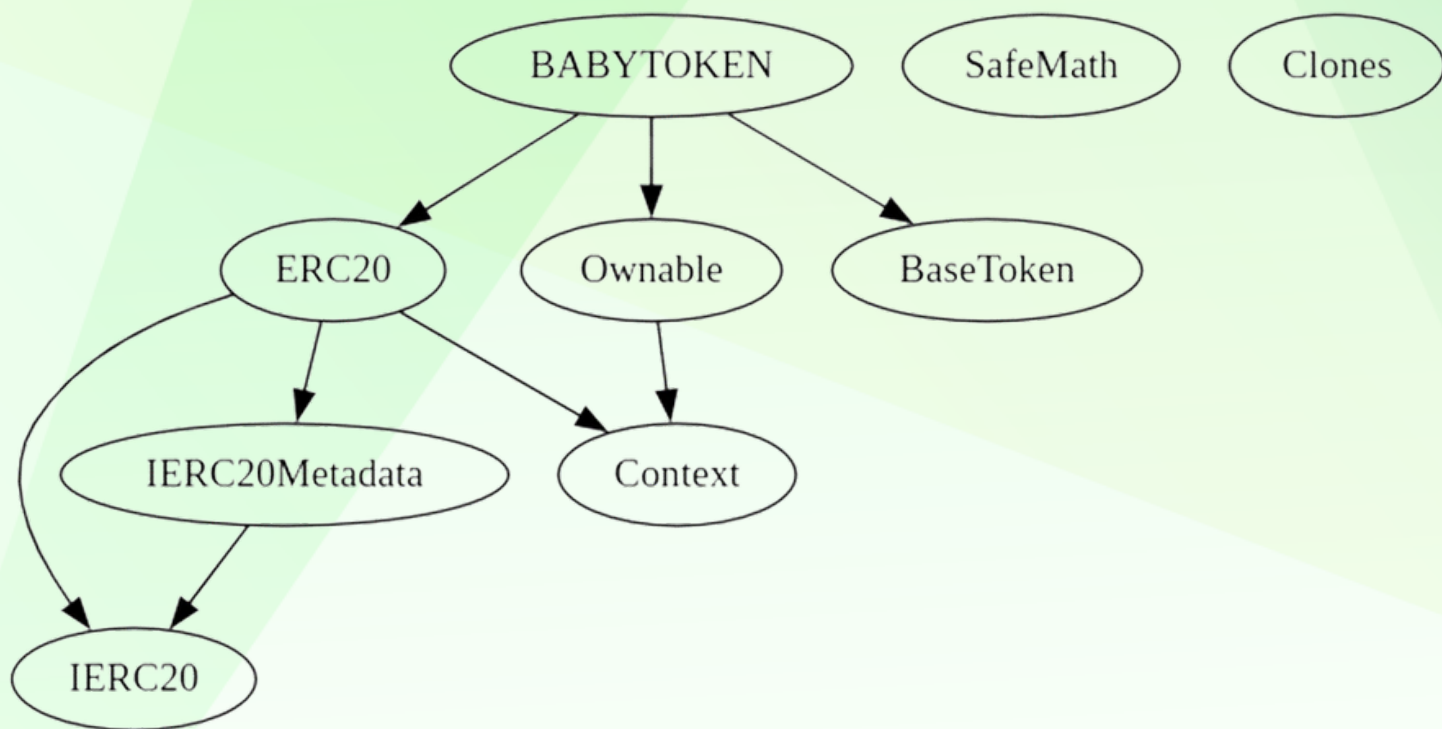 BABYTOKEN
SafeMath
Clones
ERC20
Ownable
BaseToken
IERC20Metadata
Context
IERC20